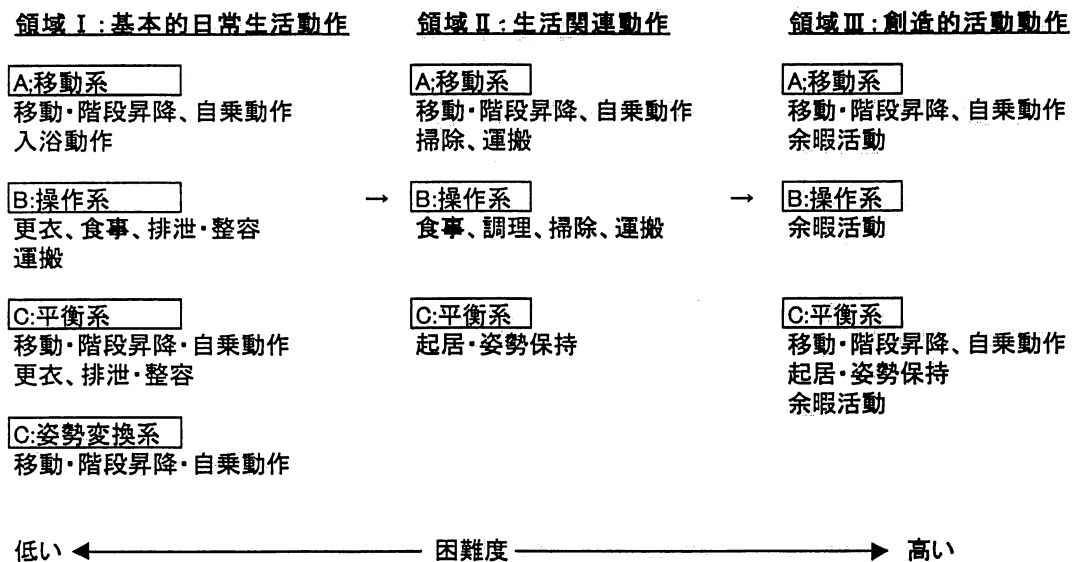 領域Ⅰ:基本的日常生活動作
A;移動系
移動・階段昇降、自乗動作
入浴動作
B:操作系
更衣、食事、排泄・整容
運搬
C:平衡系
移動・階段昇降・自乗動作
更衣、排泄・整容
C:姿勢変換系
移動・階段昇降・自乗動作
→
領域Ⅱ:生活関連動作
A;移動系
移動・階段昇降、自乗動作
掃除、運搬
B:操作系
食事、調理、掃除、運搬
C:平衡系
起居・姿勢保持
→
領域Ⅲ;創造的活動動作
A;移動系
移動・階段昇降、自乗動作
余暇活動
B:操作系
余暇活動
C:平衡系
移動・階段昇降、自乗動作
起居・姿勢保持
余暇活動
低い 困難度 高い